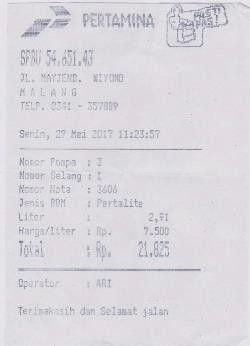 PERTAMINA
PASTI PAS!
SPBU 54.651.43
JL. MAYJEND. WIYONO
MALANG
TELP. 0341 - 357889
Senin, 29 Mei 2017 11:23:57
Nomor Pompa : 3
Nomor Selang : 1
Nomor Nota : 3606
Jenis BBM : Pertalite
Liter : 2,91
Harga/liter : Rp. 7.500
Total : Rp. 21.825
Operator : ARI
Terimakasih dan Selamat jalan